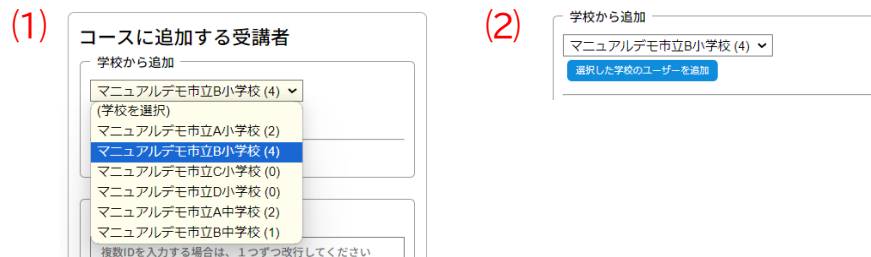 (1)
コースに追加する受講者
学校から追加
マニュアルデモ市立B小学校 (4)
(学校を選択)
マニュアルデモ市立A小学校 (2)
マニュアルデモ市立B小学校 (4)
マニュアルデモ市立C小学校 (0)
マニュアルデモ市立D小学校 (0)
マニュアルデモ市立A中学校 (2)
マニュアルデモ市立B中学校 (1)
複数IDを入力する場合は、1つずつ改行してください
(2)
学校から追加
マニュアルデモ市立B小学校 (4)
選択した学校のユーザーを追加